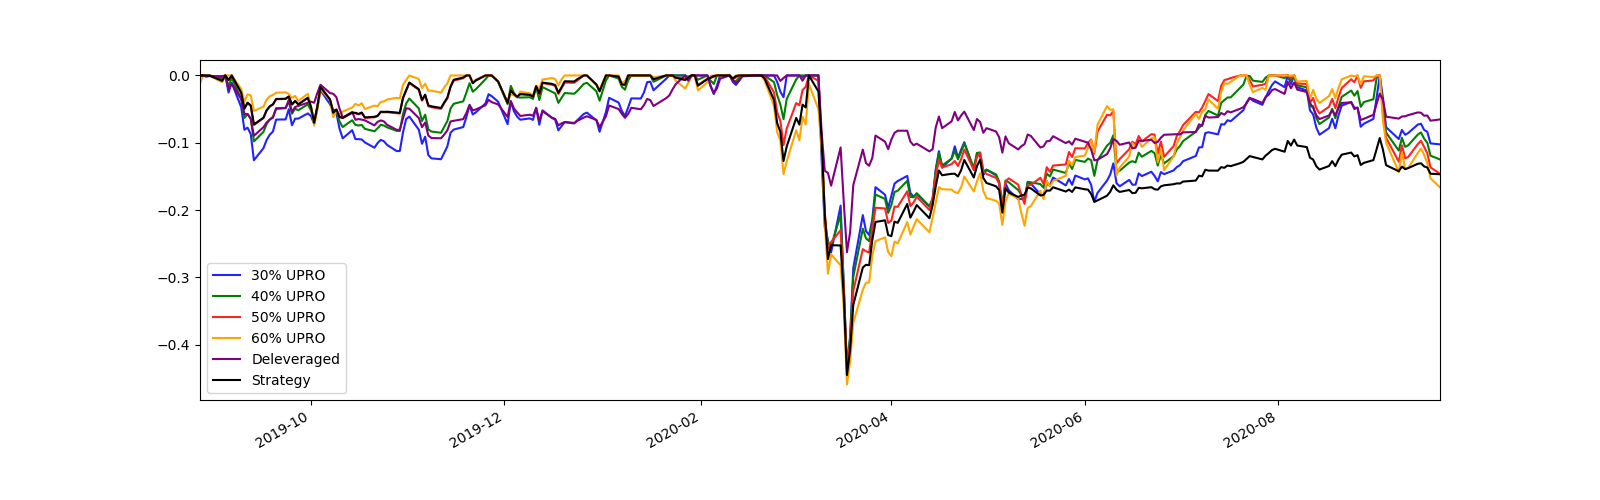 0.0
−0.1
−0.2
−0.3
−0.4
30% UPRO
40% UPRO
50% UPRO
60% UPRO
Deleveraged
Strategy
2019-10
2019-12
2020-02
2020-04
2020-06
2020-08